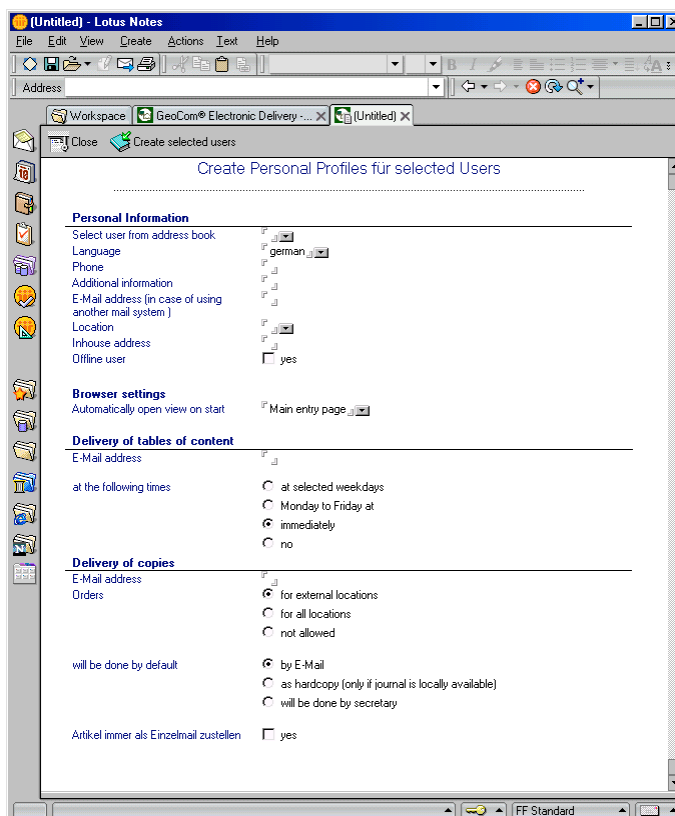 (Untitled) - Lotus Notes
File Edit View Create Actions Text Help
Address
Workspace GeoCom® Electronic Delivery -... (Untitled)
Close Create selected users
Create Personal Profiles für selected Users
Personal Information
Select user from address book
Language german
Phone
Additional information
E-Mail address (in case of using
another mail system )
Location
Inhouse address
Offline user yes
Browser settings
Automatically open view on start Main entry page
Delivery of tables of content
E-Mail address
at the following times at selected weekdays
Monday to Friday at
immediately
no
Delivery of copies
E-Mail address
Orders for external locations
for all locations
not allowed
will be done by default by E-Mail
as hardcopy (only if journal is locally available)
will be done by secretary
Artikel immer als Einzelmail zustellen yes
FF Standard